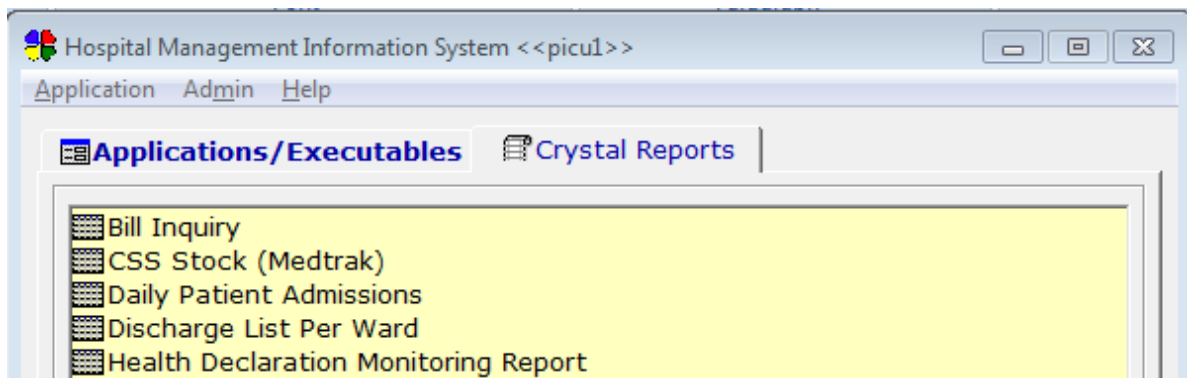 Hospital Management Information System <<picu1>>
Application Admin Help
Applications/Executables Crystal Reports
Bill Inquiry
CSS Stock (Medtrak)
Daily Patient Admissions
Discharge List Per Ward
Health Declaration Monitoring Report